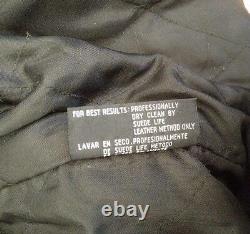 FOR BEST RESULTS: PROFESSIONALLY
DRY CLEAN BY
SUEDE LIFE
LEATHER METHOD ONLY
LAVAR EN SECO, PROFESIONALMENTE
DE SUEDE LIFE METODO